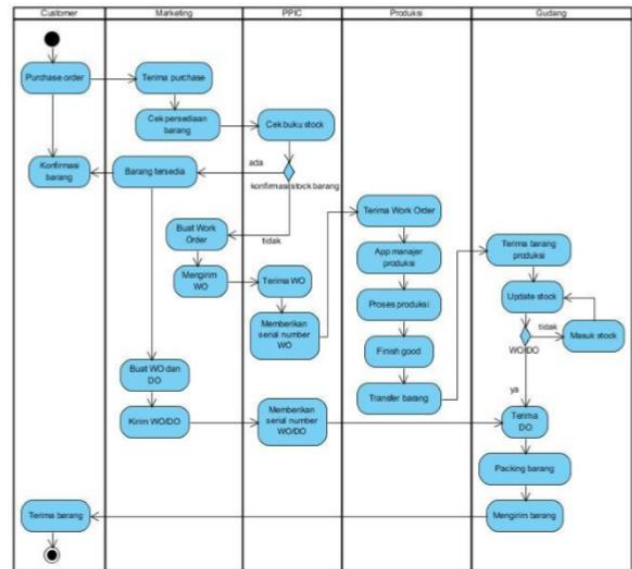 Customer
Marketing
PPIC
Produksi
Gudang
Purchase order
Terima purchase
Cek persediaan
barang
Cek buku stock
Konfirmasi
barang
Barang tersedia
ada
konfirmasi stock barang
tidak
Buat Work
Order
Mengirim
WO
Terima WO
Memberikan
serial number
WO
Terima Work Order
App manajer
produksi
Proses produksi
Finish good
Transfer barang
Terima barang
produksi
Update stock
tidak
Masuk stock
WO/DO
ya
Buat WO dan
DO
Kirim WO/DO
Memberikan
serial number
WO/DO
Terima
DO
Packing barang
Mengirim barang
Terima barang